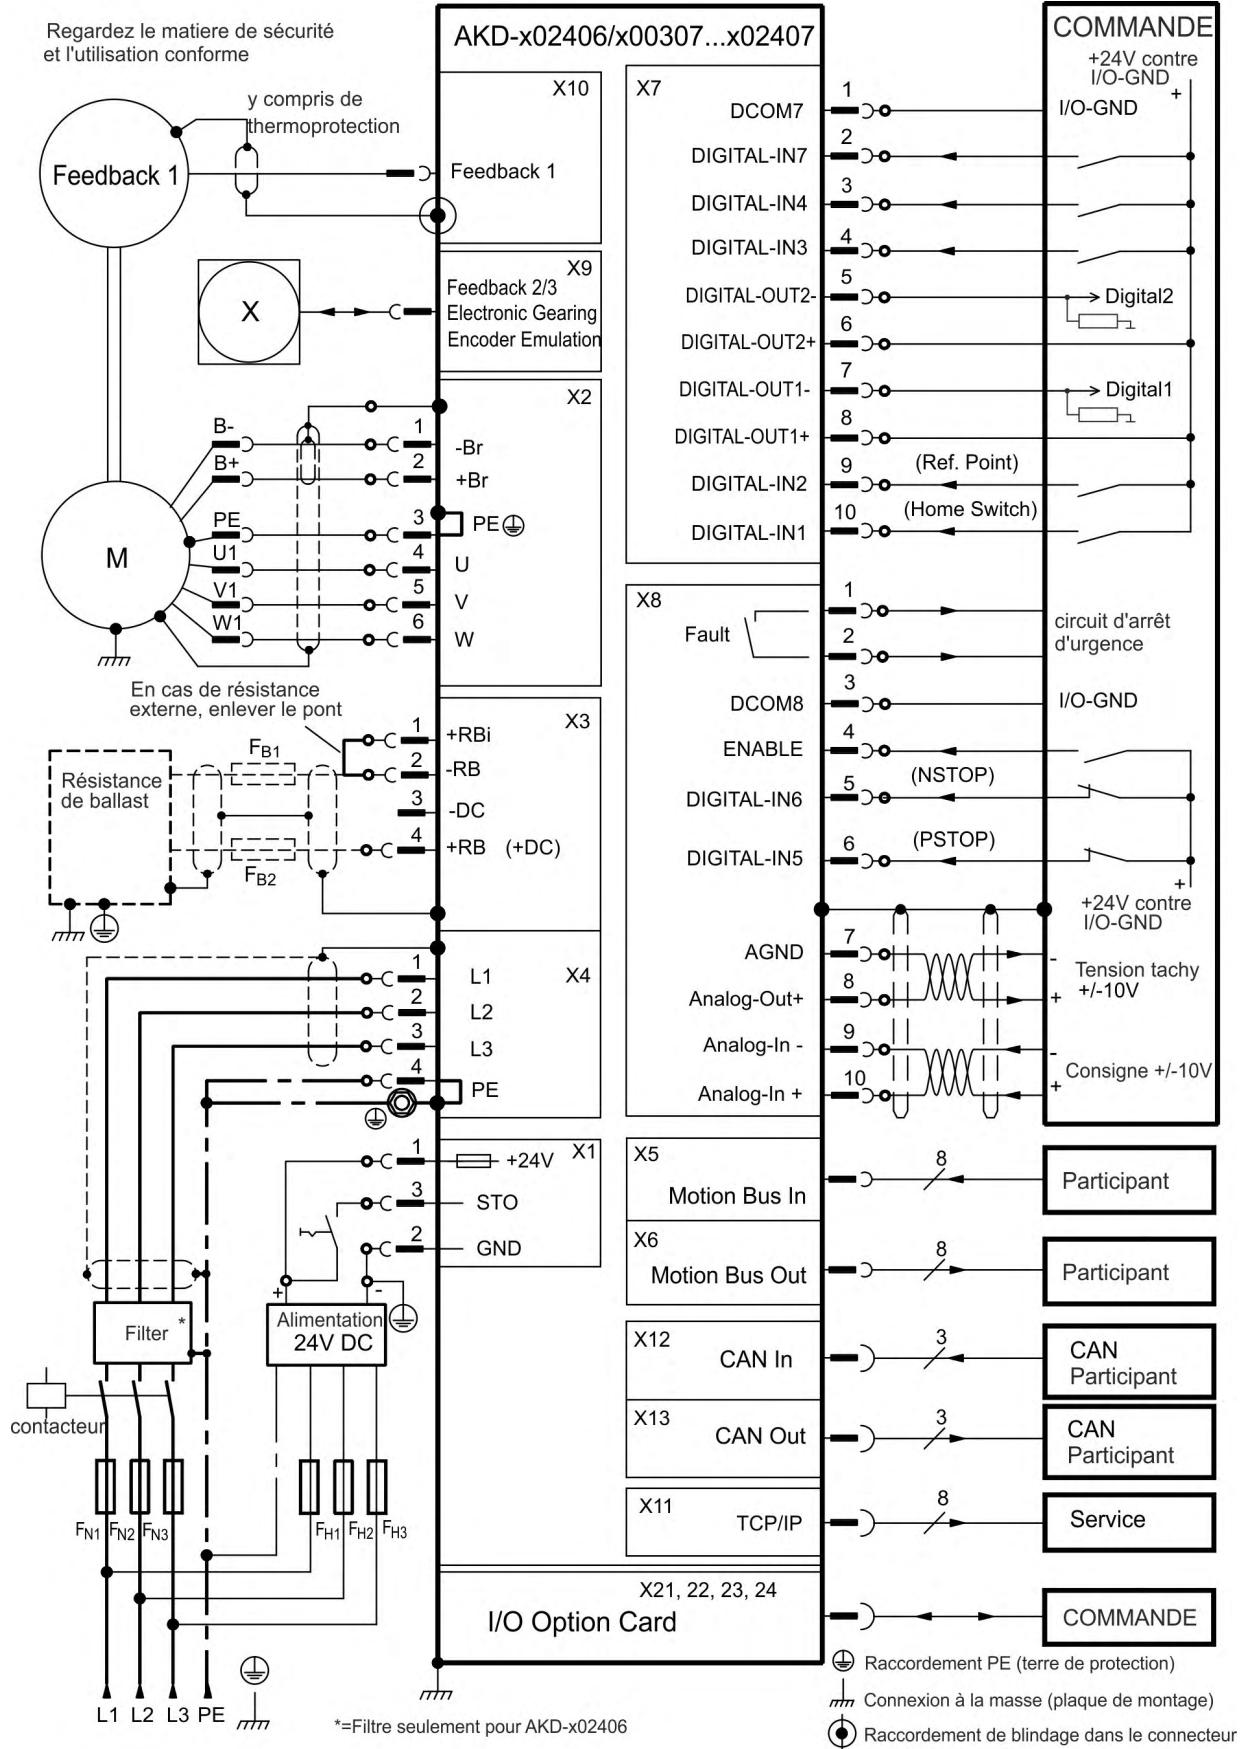 Regardez le matiere de sécurité
et l'utilisation conforme
AKD-x02406/x00307...x02407
COMMANDE
+24V contre
I/O-GND
+
y compris de
thermoprotection
Feedback 1
X10
Feedback 1
X
X9
Feedback 2/3
Electronic Gearing
Encoder Emulation
X2
B-
1
-Br
B+
2
+Br
PE
3
PE
U1
4
U
V1
5
V
W1
6
W
M
En cas de résistance
externe, enlever le pont
X3
1
+RBi
2
-RB
3
-DC
4
+RB (+DC)
Résistance
de ballast
FB1
FB2
X4
1
L1
2
L2
3
L3
4
PE
X1
1
+24V
3
STO
2
GND
+
-
Alimentation
24V DC
Filter *
contacteur
FN1 FN2 FN3
FH1 FH2 FH3
L1 L2 L3 PE
*=Filtre seulement pour AKD-x02406
X7
DCOM7
1
I/O-GND
DIGITAL-IN7
2
DIGITAL-IN4
3
DIGITAL-IN3
4
DIGITAL-OUT2-
5
Digital2
DIGITAL-OUT2+
6
DIGITAL-OUT1-
7
Digital1
DIGITAL-OUT1+
8
DIGITAL-IN2
9
(Ref. Point)
DIGITAL-IN1
10
(Home Switch)
X8
Fault
1
2
circuit d'arrêt
d'urgence
DCOM8
3
I/O-GND
ENABLE
4
DIGITAL-IN6
5
(NSTOP)
DIGITAL-IN5
6
(PSTOP)
+
+24V contre
I/O-GND
AGND
7
-
Analog-Out+
8
+
Tension tachy
+/-10V
Analog-In -
9
-
Analog-In +
10
+
Consigne +/-10V
X5
Motion Bus In
8
Participant
X6
Motion Bus Out
8
Participant
X12
CAN In
3
CAN
Participant
X13
CAN Out
3
CAN
Participant
X11
TCP/IP
8
Service
X21, 22, 23, 24
I/O Option Card
COMMANDE
Raccordement PE (terre de protection)
Connexion à la masse (plaque de montage)
Raccordement de blindage dans le connecteur